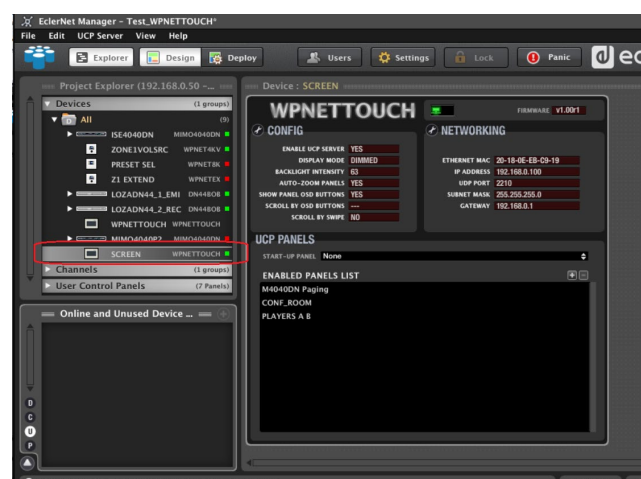 EclerNet Manager - Test_WPNETTOUCH*
File Edit UCP Server View Help
Explorer Design Deploy Users Settings Lock Panic ec
Project Explorer (192.168.0.50 -...
Devices (1 groups)
All (9)
ISE4040DN MIMO4040DN
ZONE1VOLSRC WPNET4KV
PRESET SEL WPNET8K
Z1 EXTEND WPNETEX
LOZADN44_1_EMI DN44BOB
LOZADN44_2_REC DN44BOB
WPNETTOUCH WPNETTOUCH
MIMO4040P2 MIMO4040DN
SCREEN WPNETTOUCH
Channels (1 groups)
User Control Panels (7 Panels)
Online and Unused Device ...
D
C
U
P
Device : SCREEN
WPNETTOUCH FIRMWARE v1.00r1
CONFIG
ENABLE UCP SERVER YES
DISPLAY MODE DIMMED
BACKLIGHT INTENSITY 63
AUTO-ZOOM PANELS YES
SHOW PANEL OSD BUTTONS YES
SCROLL BY OSD BUTTONS ---
SCROLL BY SWIPE NO
NETWORKING
ETHERNET MAC 20-18-0E-EB-C9-19
IP ADDRESS 192.168.0.100
UDP PORT 2210
SUBNET MASK 255.255.255.0
GATEWAY 192.168.0.1
UCP PANELS
START-UP PANEL None
ENABLED PANELS LIST
M4040DN Paging
CONF_ROOM
PLAYERS A B